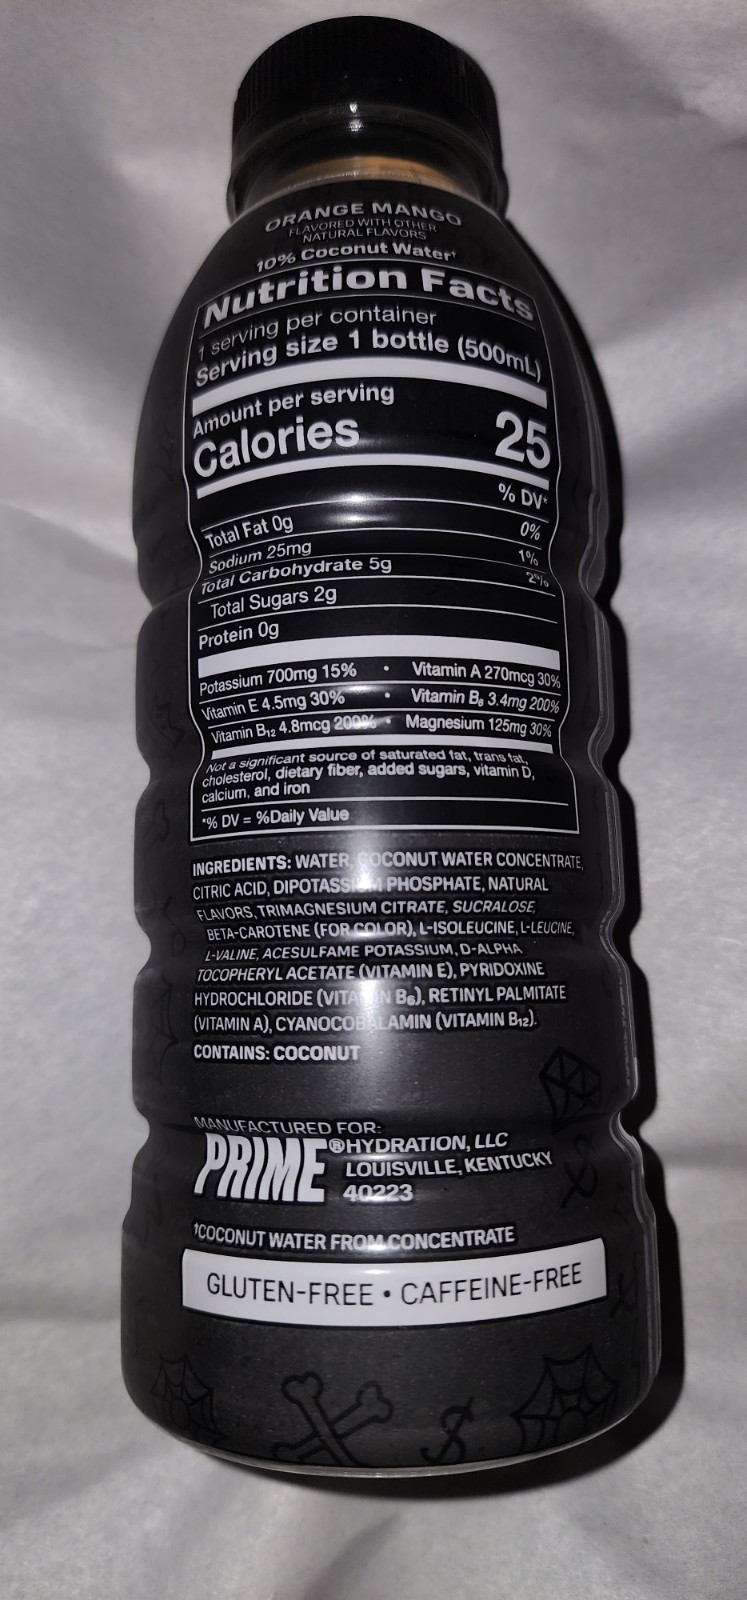 ORANGE MANGO
FLAVORED WITH OTHER
NATURAL FLAVORS
10% Coconut Water†
Nutrition Facts
1 serving per container
Serving size 1 bottle (500mL)
Amount per serving
Calories 25
% DV*
Total Fat 0g 0%
Sodium 25mg 1%
Total Carbohydrate 5g 2%
Total Sugars 2g
Protein 0g
Potassium 700mg 15% • Vitamin A 270mcg 30%
Vitamin E 4.5mg 30% • Vitamin B₆ 3.4mg 200%
Vitamin B₁₂ 4.8mcg 200% • Magnesium 125mg 30%
Not a significant source of saturated fat, trans fat,
cholesterol, dietary fiber, added sugars, vitamin D,
calcium, and iron
*% DV = %Daily Value
INGREDIENTS: WATER, COCONUT WATER CONCENTRATE,
CITRIC ACID, DIPOTASSIUM PHOSPHATE, NATURAL
FLAVORS, TRIMAGNESIUM CITRATE, SUCRALOSE,
BETA-CAROTENE (FOR COLOR), L-ISOLEUCINE, L-LEUCINE,
L-VALINE, ACESULFAME POTASSIUM, D-ALPHA
TOCOPHERYL ACETATE (VITAMIN E), PYRIDOXINE
HYDROCHLORIDE (VITAMIN B₆), RETINYL PALMITATE
(VITAMIN A), CYANOCOBALAMIN (VITAMIN B₁₂).
CONTAINS: COCONUT
MANUFACTURED FOR:
PRIME® HYDRATION, LLC
LOUISVILLE, KENTUCKY
40223
†COCONUT WATER FROM CONCENTRATE
GLUTEN-FREE • CAFFEINE-FREE